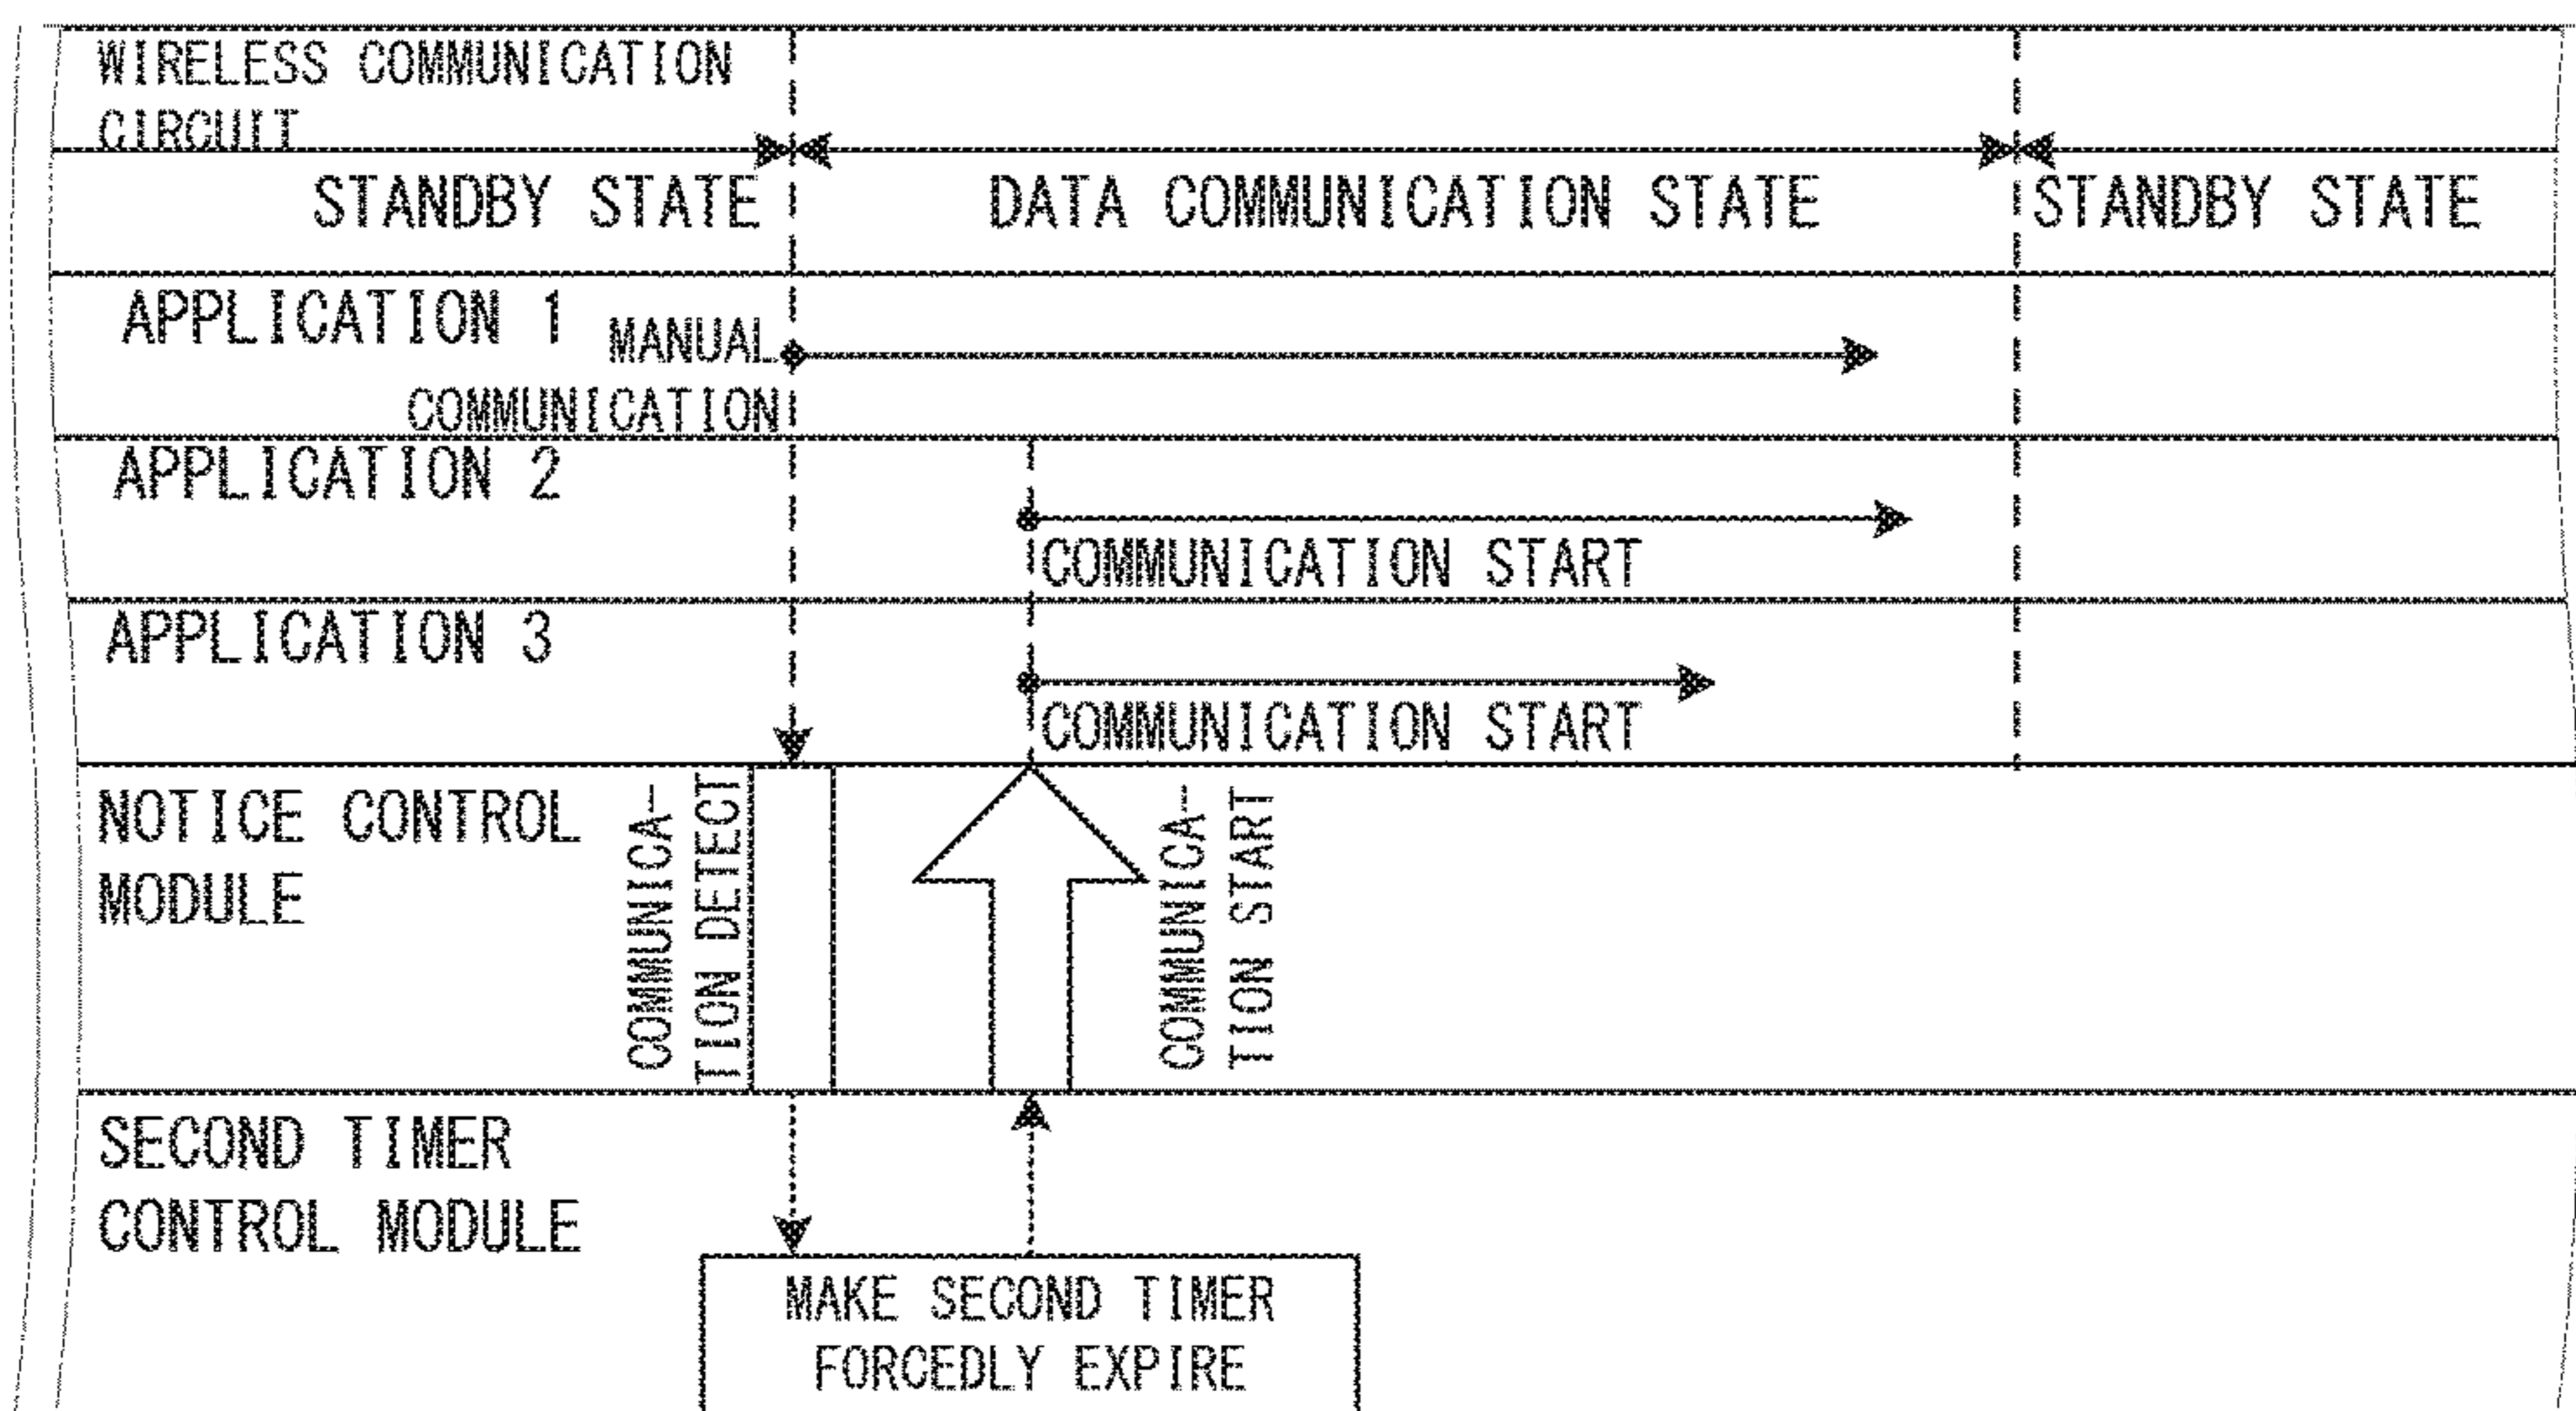 WIRELESS COMMUNICATION
CIRCUIT
STANDBY STATE
DATA COMMUNICATION STATE
STANDBY STATE
APPLICATION 1
MANUAL
COMMUNICATION
APPLICATION 2
COMMUNICATION START
APPLICATION 3
COMMUNICATION START
NOTICE CONTROL
MODULE
COMMUNICA-
TION DETECT
COMMUNICA-
TION START
SECOND TIMER
CONTROL MODULE
MAKE SECOND TIMER
FORCEDLY EXPIRE